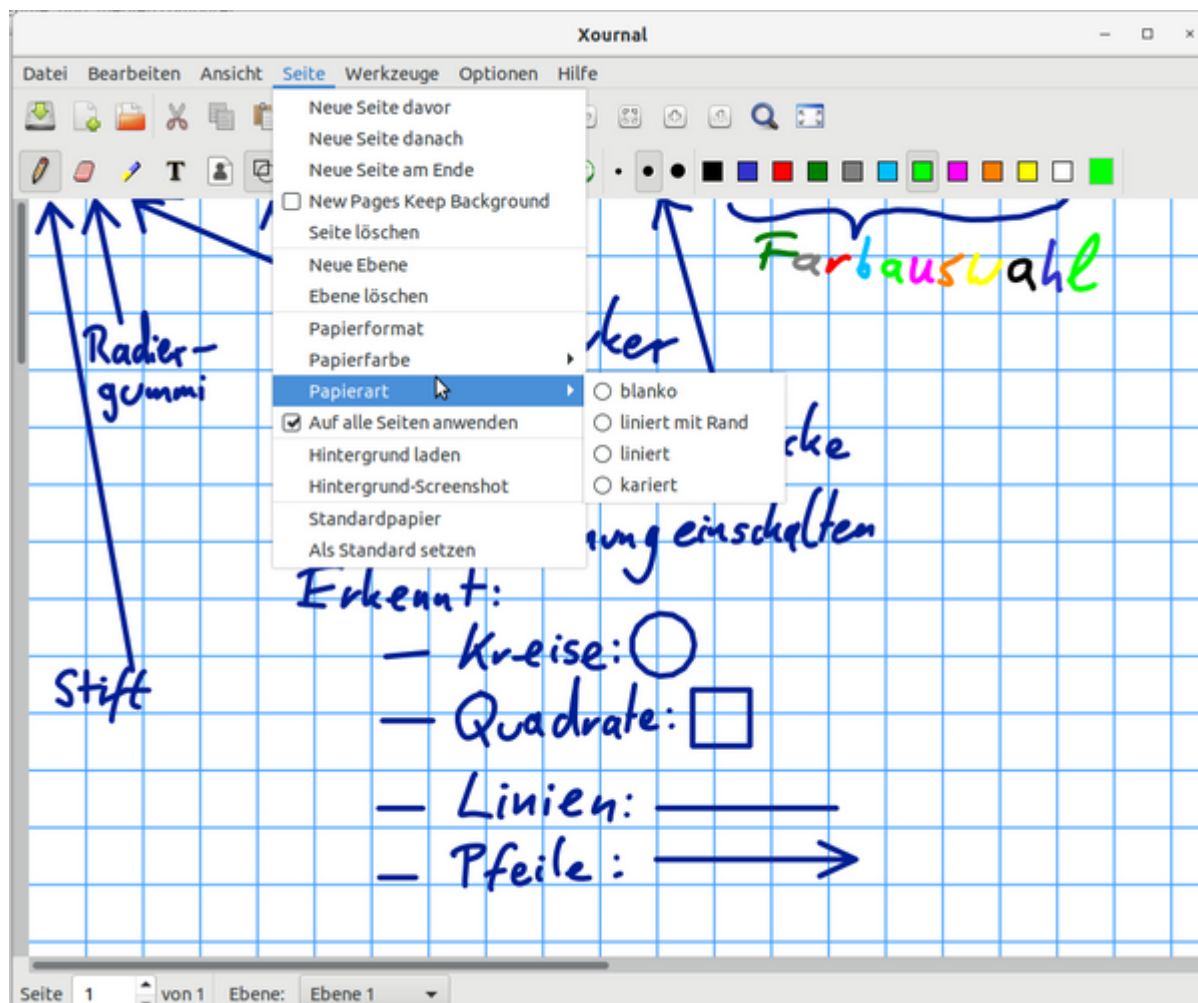 Xournal
Datei Bearbeiten Ansicht Seite Werkzeuge Optionen Hilfe
Neue Seite davor
Neue Seite danach
Neue Seite am Ende
New Pages Keep Background
Seite löschen
Neue Ebene
Ebene löschen
Papierformat
Papierfarbe
Papierart
Auf alle Seiten anwenden
Hintergrund laden
Hintergrund-Screenshot
Standardpapier
Als Standard setzen
blanko
liniert mit Rand
liniert
kariert
T
Farbauswahl
Radier-
gummi
Stift
einschalten
Erkennt:
– Kreise:
– Quadrate:
– Linien:
– Pfeile:
Seite 1 von 1 Ebene: Ebene 1